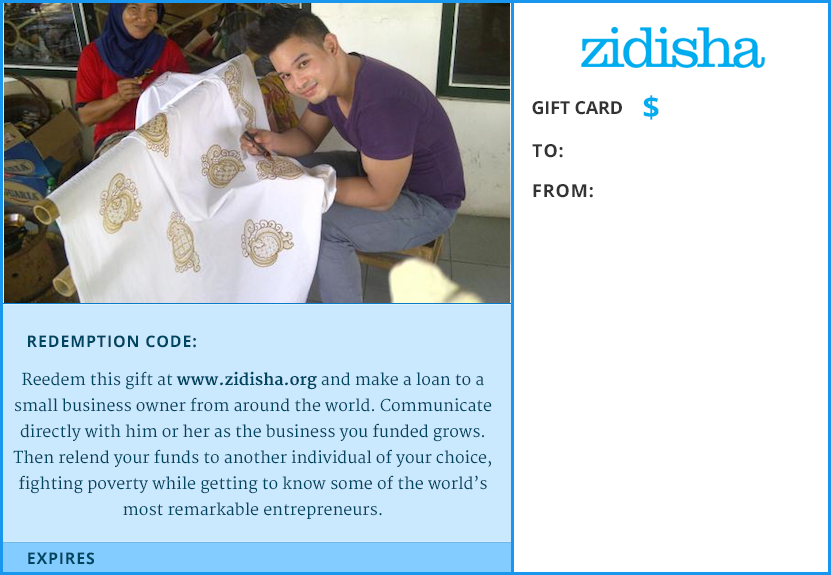 zidisha
GIFT CARD $
TO:
FROM:
REDEMPTION CODE:
Reedem this gift at www.zidisha.org and make a loan to a
small business owner from around the world. Communicate
directly with him or her as the business you funded grows.
Then relend your funds to another individual of your choice,
fighting poverty while getting to know some of the world’s
most remarkable entrepreneurs.
EXPIRES